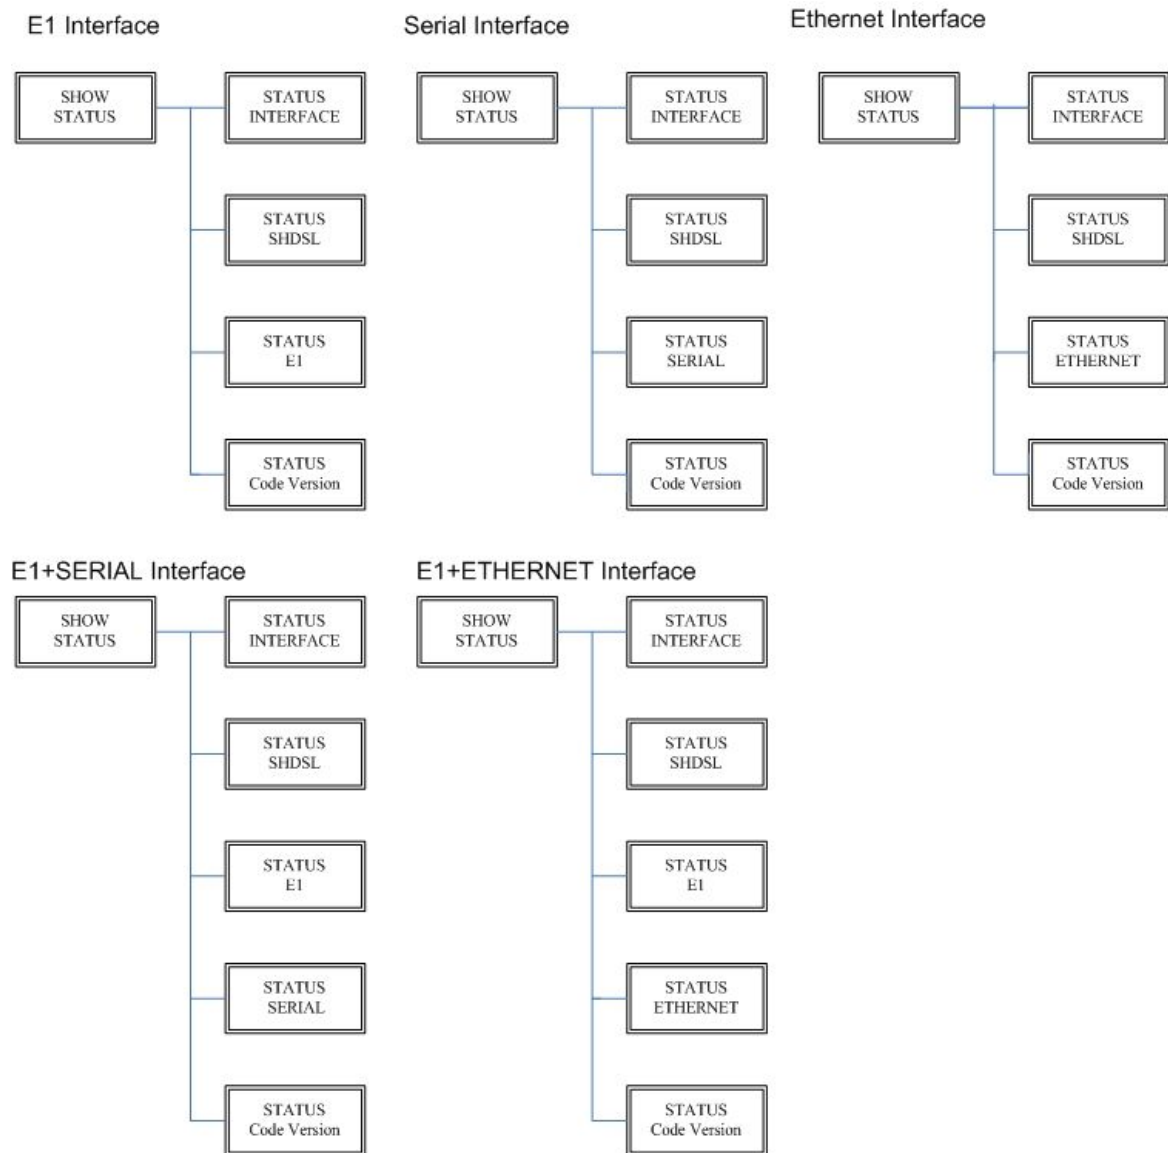 E1 Interface
SHOW
STATUS
STATUS
INTERFACE
STATUS
SHDSL
STATUS
E1
STATUS
Code Version
Serial Interface
SHOW
STATUS
STATUS
INTERFACE
STATUS
SHDSL
STATUS
SERIAL
STATUS
Code Version
Ethernet Interface
SHOW
STATUS
STATUS
INTERFACE
STATUS
SHDSL
STATUS
ETHERNET
STATUS
Code Version
E1+SERIAL Interface
SHOW
STATUS
STATUS
INTERFACE
STATUS
SHDSL
STATUS
E1
STATUS
SERIAL
STATUS
Code Version
E1+ETHERNET Interface
SHOW
STATUS
STATUS
INTERFACE
STATUS
SHDSL
STATUS
E1
STATUS
ETHERNET
STATUS
Code Version